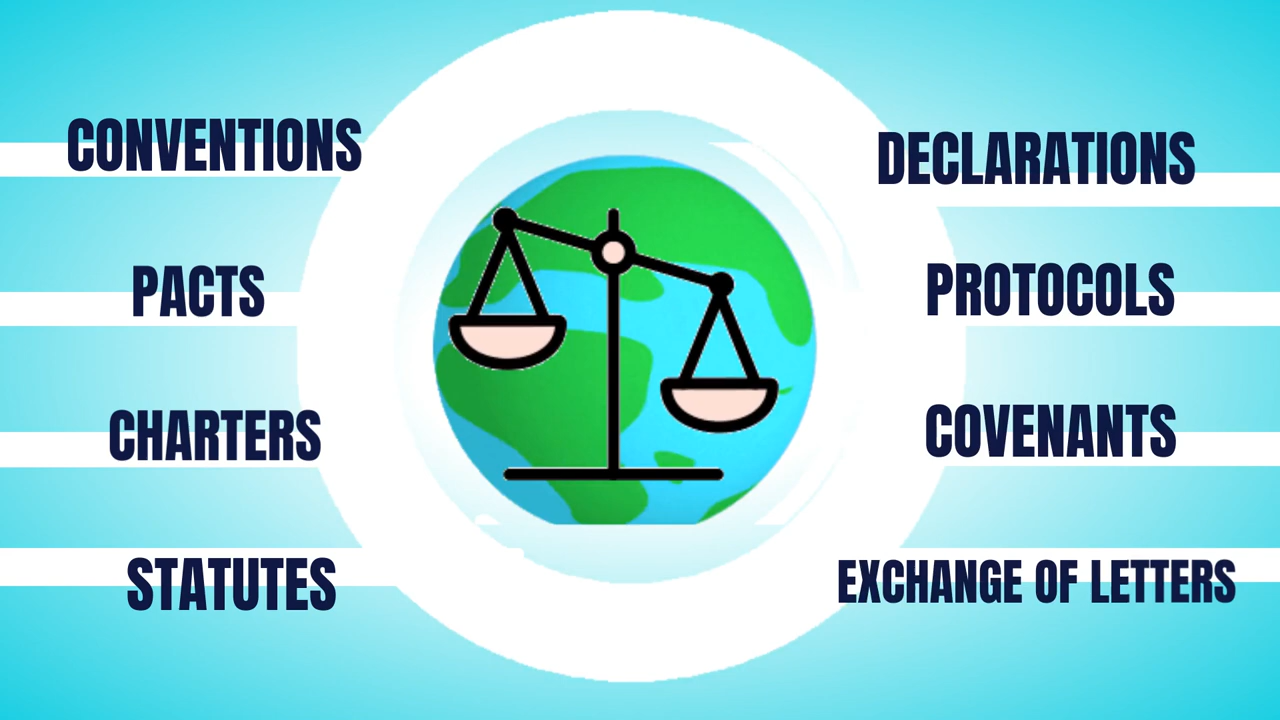 CONVENTIONS
PACTS
CHARTERS
STATUTES
DECLARATIONS
PROTOCOLS
COVENANTS
EXCHANGE OF LETTERS